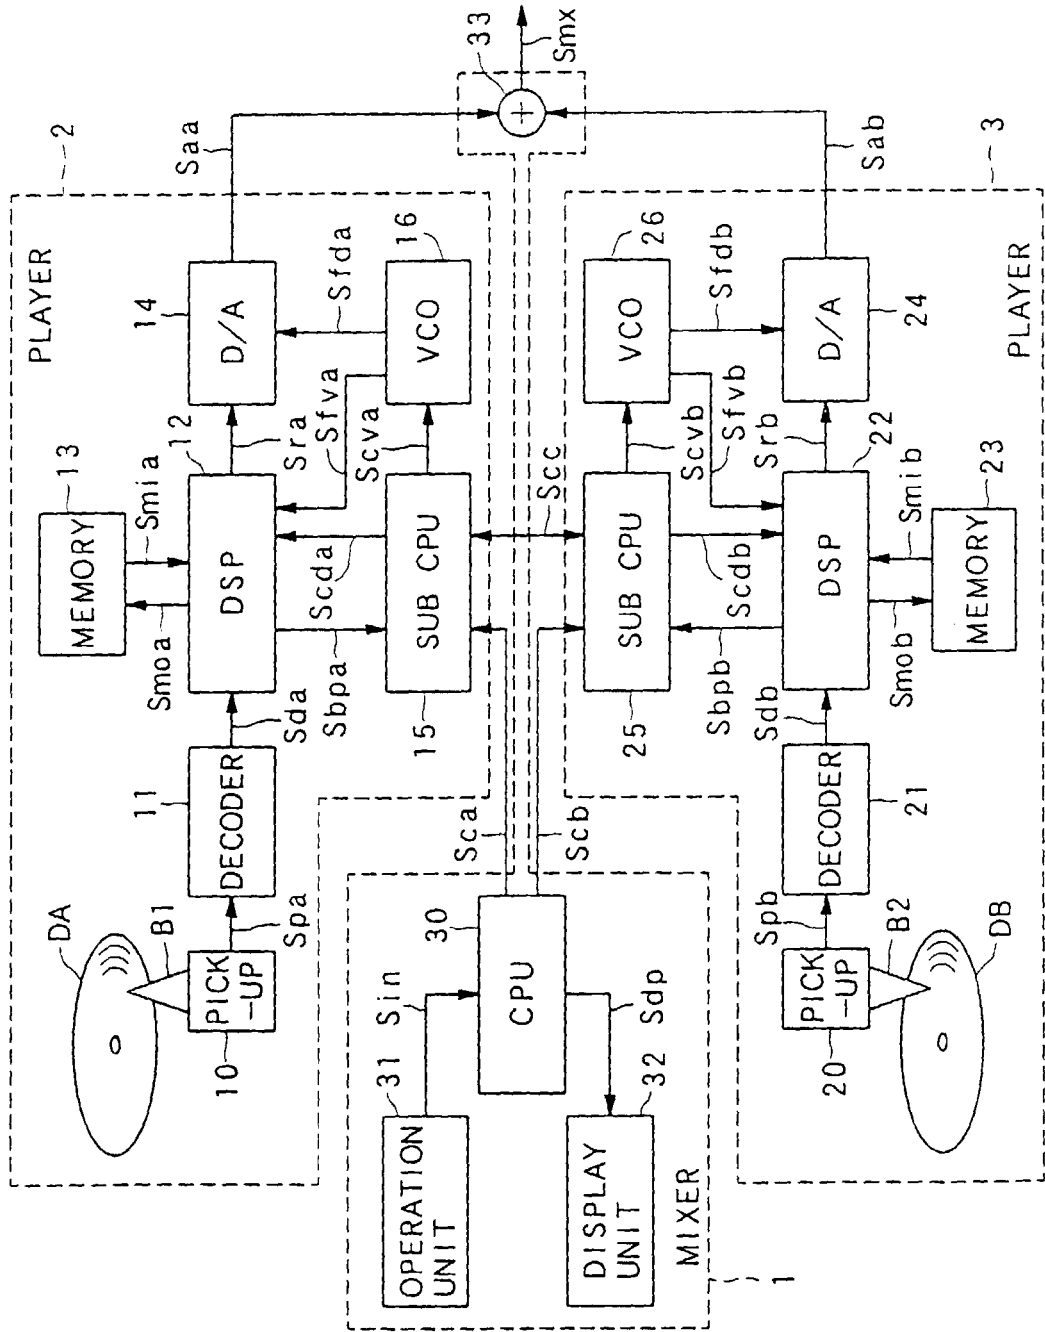 PLAYER
2
13
MEMORY
Smoa
Smia
DA
B1
PICK
-UP
10
Spa
DECODER
11
Sda
DSP
12
Sra
D/A
14
Saa
Sbpa
Scda
Sfva
Sfda
SUB CPU
15
Scva
VCO
16
Sca
Scc
Scb
33
+
Smx
OPERATION
UNIT
31
Sin
CPU
30
Sdp
DISPLAY
UNIT
32
MIXER
1
SUB CPU
25
Scvb
VCO
26
Sbpb
Scdb
Sfvb
Sfdb
PICK
-UP
20
Spb
DECODER
21
Sdb
DSP
22
Srb
D/A
24
Sab
B2
DB
Smob
Smib
MEMORY
23
PLAYER
3